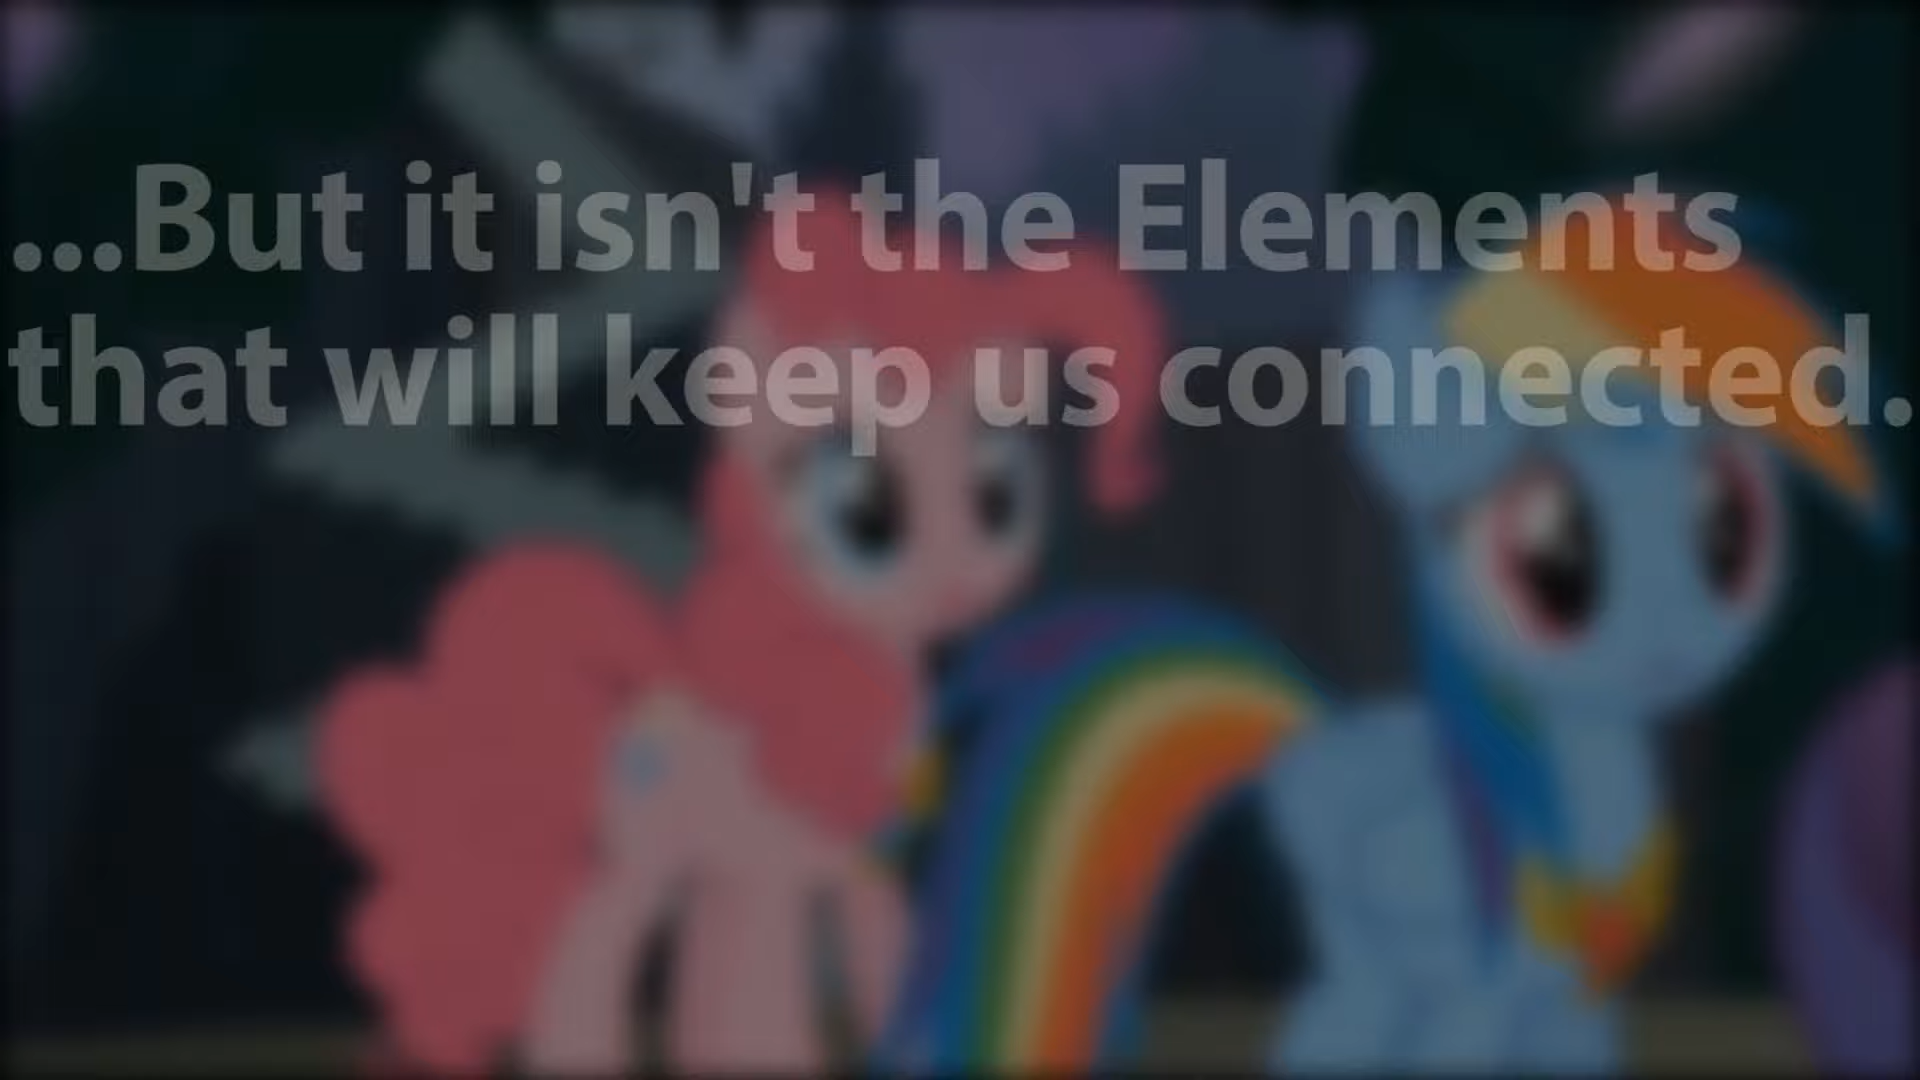 ...But it isn't the Elements
that will keep us connected.